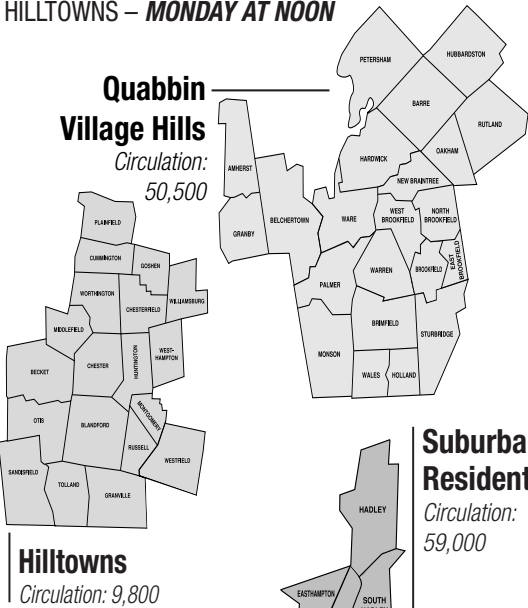 HILLTOWNS – MONDAY AT NOON
Quabbin
Village Hills
Circulation:
50,500
PETERSHAM
HUBBARDSTON
BARRE
RUTLAND
OAKHAM
HARDWICK
NEW BRAINTREE
AMHERST
BELCHERTOWN
GRANBY
WARE
WEST
BROOKFIELD
NORTH
BROOKFIELD
EAST
BROOKFIELD
BROOKFIELD
WARREN
PALMER
BRIMFIELD
STURBRIDGE
MONSON
WALES
HOLLAND
PLAINFIELD
CUMMINGTON
GOSHEN
WORTHINGTON
WILLIAMSBURG
CHESTERFIELD
MIDDLEFIELD
WEST-
HAMPTON
HUNTINGTON
CHESTER
BECKET
MONTGOMERY
OTIS
BLANDFORD
RUSSELL
WESTFIELD
SANDISFIELD
TOLLAND
GRANVILLE
Hilltowns
Circulation: 9,800
Suburba
Resident
Circulation:
59,000
HADLEY
EASTHAMPTON
SOUTH